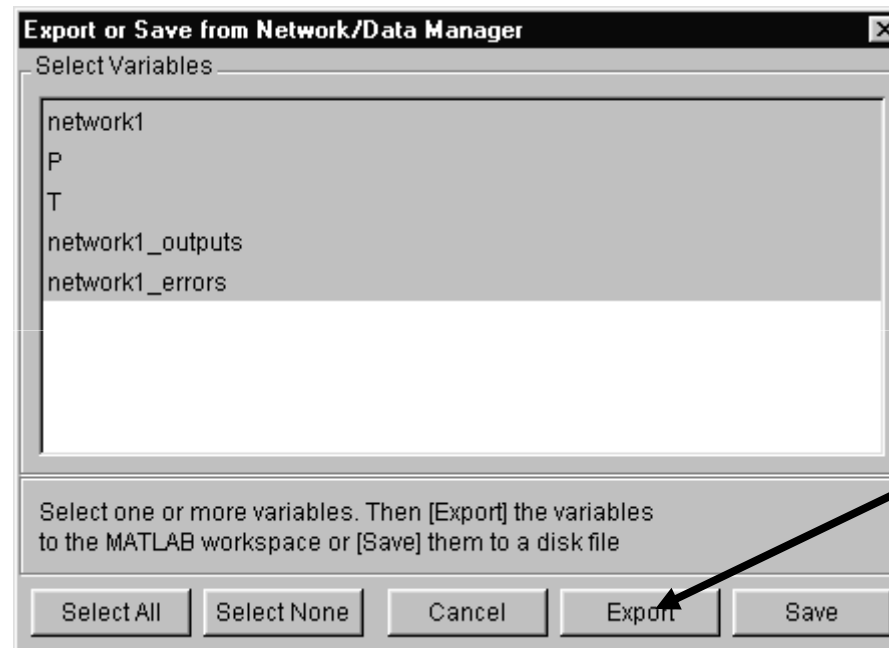 Export or Save from Network/Data Manager
Select Variables
network1
P
T
network1_outputs
network1_errors
Select one or more variables. Then [Export] the variables
to the MATLAB workspace or [Save] them to a disk file
Select All Select None Cancel Export Save